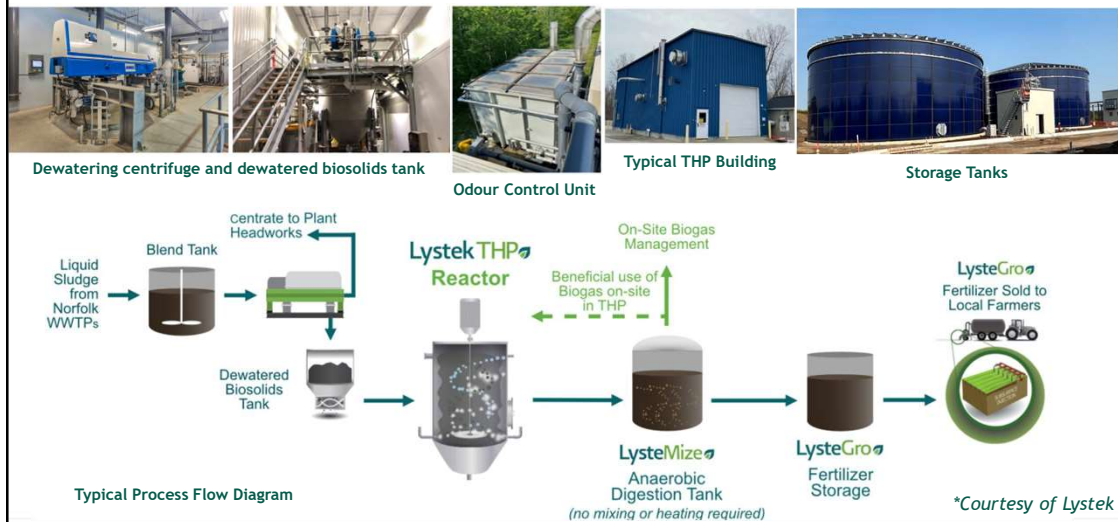 Dewatering centrifuge and dewatered biosolids tank
Odour Control Unit
Typical THP Building
Storage Tanks
Centrate to Plant
Headworks
Blend Tank
Liquid
Sludge
from
Norfolk
WWTPs
Dewatered
Biosolids
Tank
Lystek THP
Reactor
On-Site Biogas
Management
Beneficial use of
Biogas on-site
in THP
LysteMize
Anaerobic
Digestion Tank
(no mixing or heating required)
LysteGro
Fertilizer
Storage
LysteGro
Fertilizer Sold to
Local Farmers
Typical Process Flow Diagram
*Courtesy of Lystek